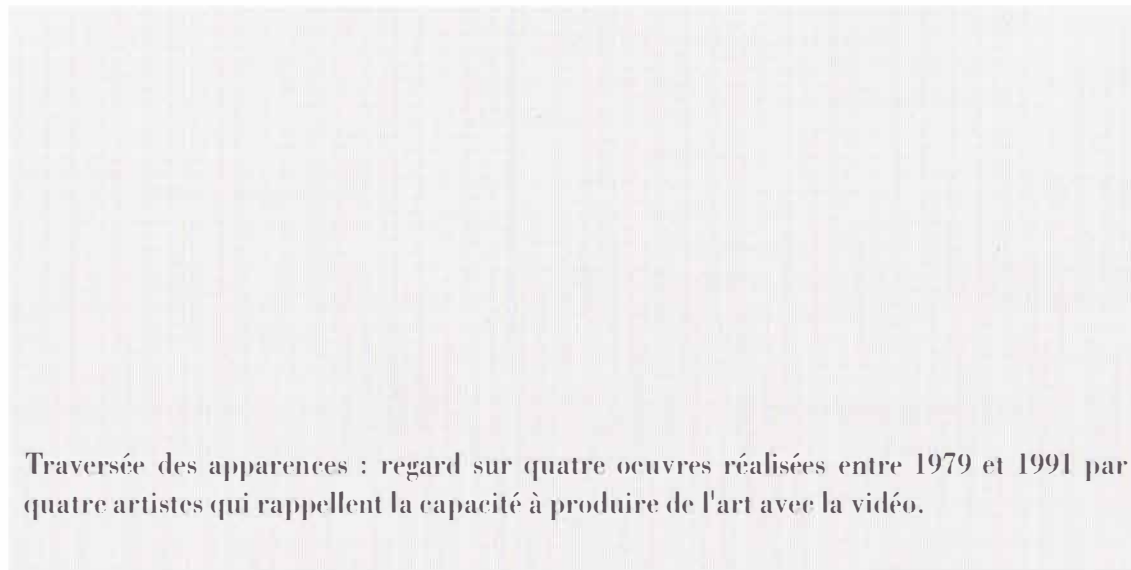 Traversée des apparences : regard sur quatre oeuvres réalisées entre 1979 et 1991 par
quatre artistes qui rappellent la capacité à produire de l'art avec la vidéo.